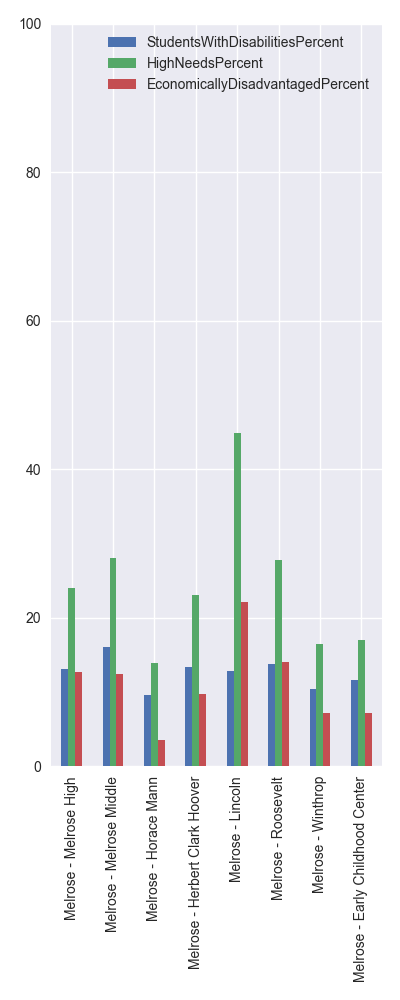 100
80
60
40
20
0
StudentsWithDisabilitiesPercent
HighNeedsPercent
EconomicallyDisadvantagedPercent
Melrose - Melrose High
Melrose - Melrose Middle
Melrose - Horace Mann
Melrose - Herbert Clark Hoover
Melrose - Lincoln
Melrose - Roosevelt
Melrose - Winthrop
Melrose - Early Childhood Center